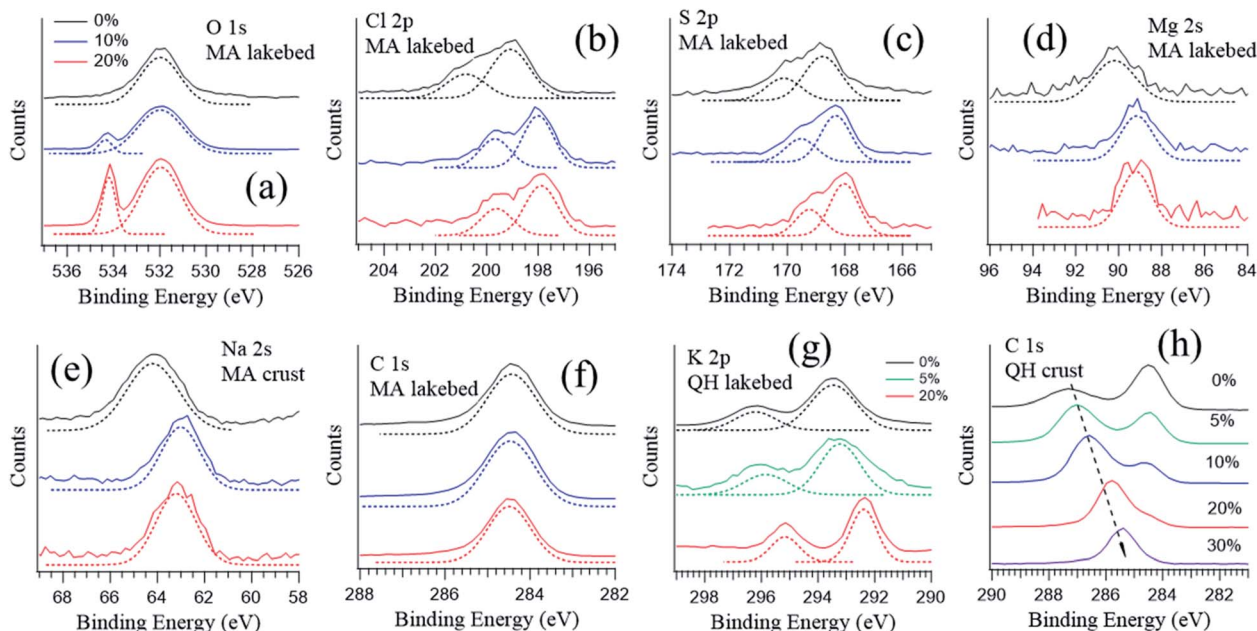 0%
10%
20%
O 1s
MA lakebed
(a)
Counts
536 534 532 530 528 526
Binding Energy (eV)
Cl 2p
MA lakebed
(b)
204 202 200 198 196
Binding Energy (eV)
S 2p
MA lakebed
(c)
Counts
174 172 170 168 166
Binding Energy (eV)
Mg 2s
MA lakebed
(d)
Counts
96 94 92 90 88 86 84
Binding Energy (eV)
(e)
Na 2s
MA crust
Counts
68 66 64 62 60 58
Binding Energy (eV)
C 1s
MA lakebed
(f)
Counts
288 286 284 282
Binding Energy (eV)
K 2p
QH lakebed
(g)
0%
5%
20%
Counts
298 296 294 292 290
Binding Energy (eV)
C 1s
QH crust
(h)
0%
5%
10%
20%
30%
Counts
290 288 286 284 282
Binding Energy (eV)